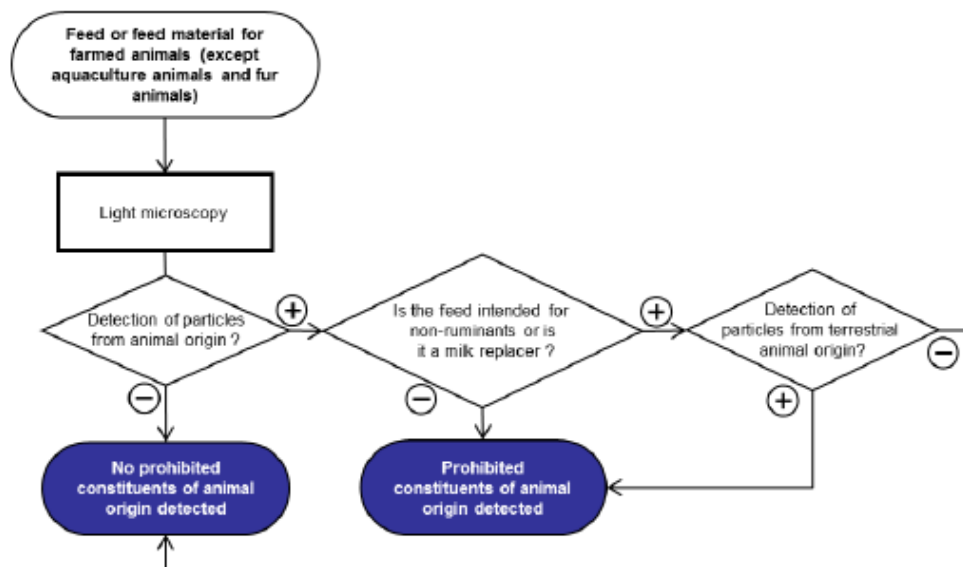 Feed or feed material for
farmed animals (except
aquaculture animals and fur
animals)
Light microscopy
Detection of particles
from animal origin ?
+
−
Is the feed intended for
non-ruminants or is
it a milk replacer ?
+
−
Detection of
particles from terrestrial
animal origin?
−
+
No prohibited
constituents of animal
origin detected
Prohibited
constituents of animal
origin detected